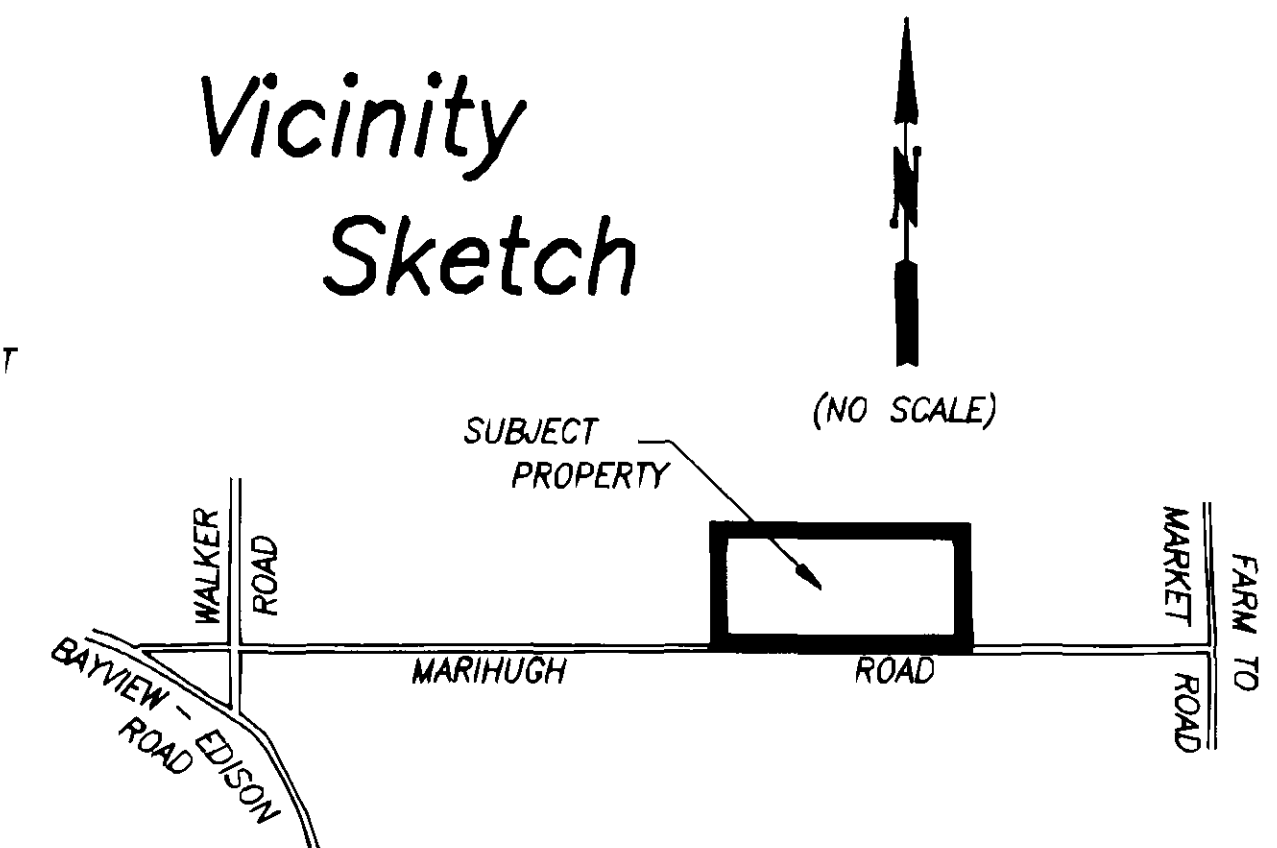 Vicinity
Sketch
N
T
(NO SCALE)
SUBJECT
PROPERTY
WALKER
ROAD
MARKET
ROAD
FARM TO
MARIHUGH ROAD
BAYVIEW - EDISON
ROAD